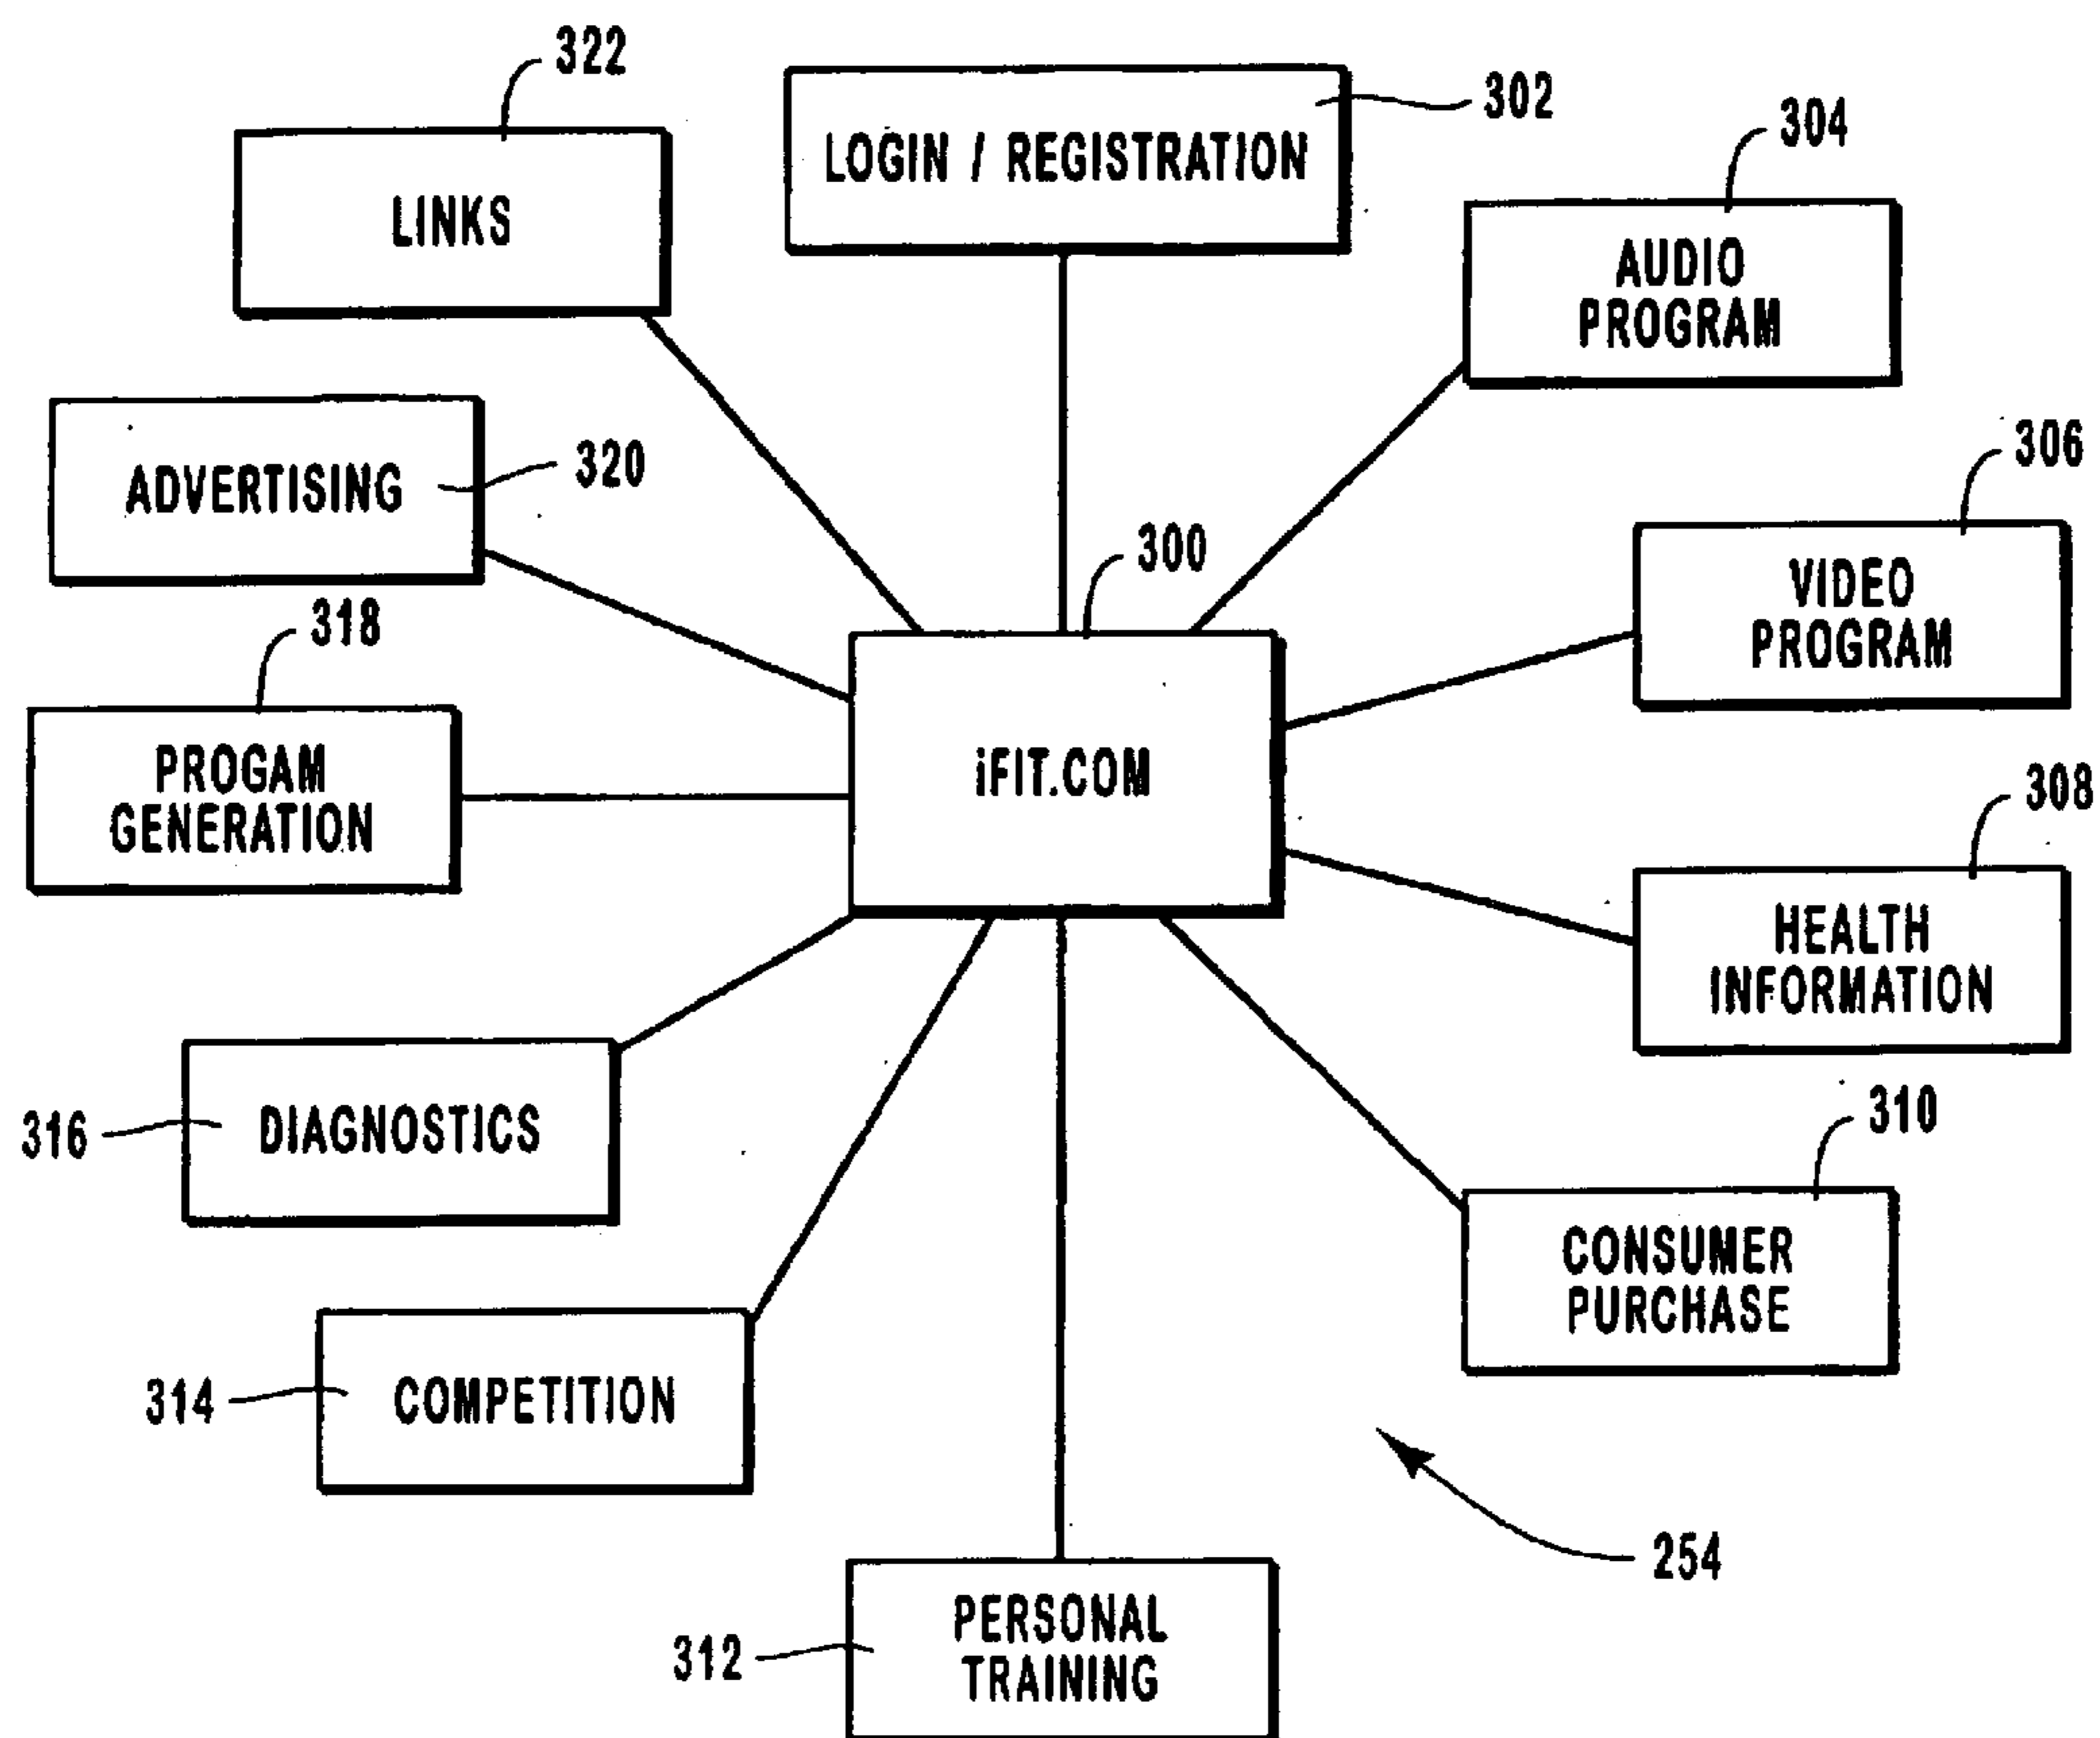 322
302
LOGIN / REGISTRATION
304
LINKS
AUDIO
PROGRAM
306
320
ADVERTISING
300
VIDEO
PROGRAM
318
PROGAM
GENERATION
iFIT.COM
308
HEALTH
INFORMATION
316
DIAGNOSTICS
310
CONSUMER
PURCHASE
314
COMPETITION
254
312
PERSONAL
TRAINING